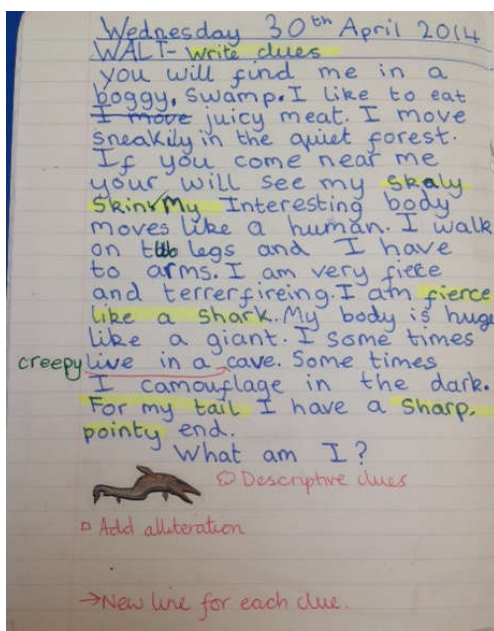 Wednesday 30th April 2014
WALT- write clues
you will find me in a
boggy, swamp. I like to eat
I move juicy meat. I move
sneakily in the quiet forest.
If you come near me
your will see my skaly
skink My Interesting body
moves like a human. I walk
on two legs and I have
to arms. I am very fiece
and terrerfireing. I am fierce
like a shark. My body is huge
like a giant. I some times
creepy live in a cave. Some times
I camouflage in the dark.
For my tail I have a sharp,
pointy end.
What am I?
☺ Descriptive clues
□ Add alliteration
→ New line for each clue.